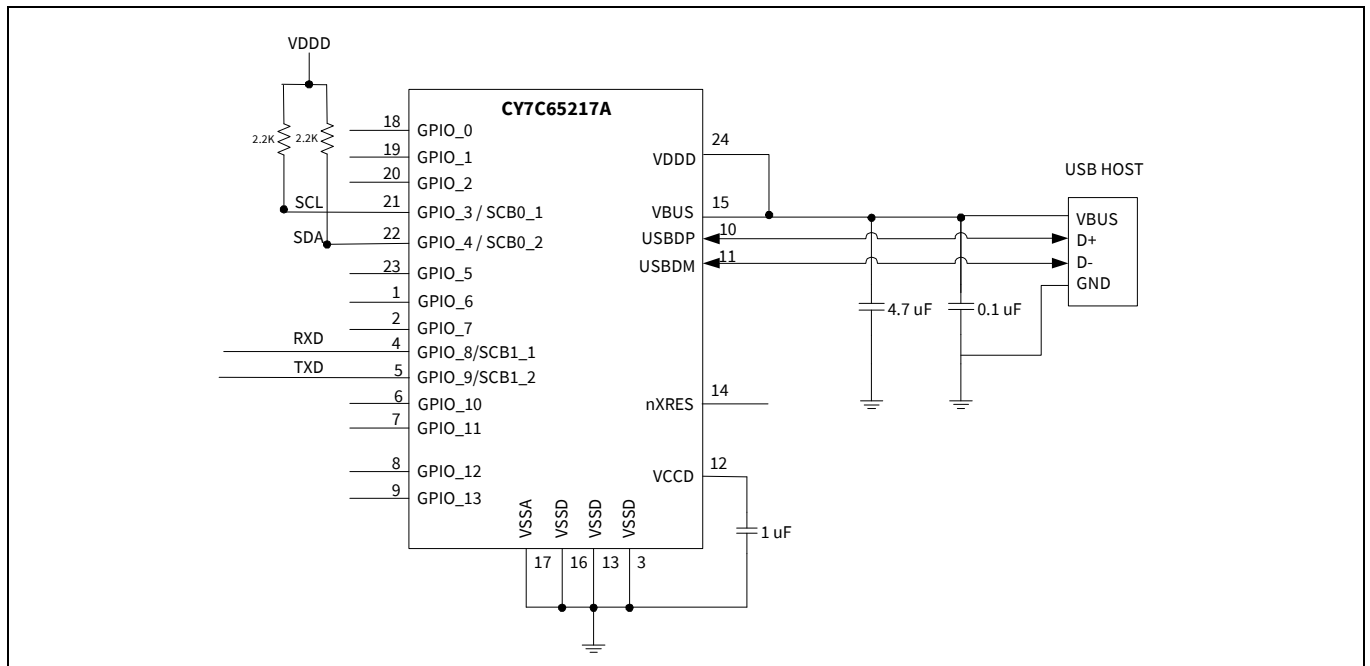 VDDD
2.2K
2.2K
CY7C65217A
18 GPIO_0
19 GPIO_1
20 GPIO_2
SCL 21 GPIO_3 / SCB0_1
SDA 22 GPIO_4 / SCB0_2
23 GPIO_5
1 GPIO_6
2 GPIO_7
RXD 4 GPIO_8/SCB1_1
TXD 5 GPIO_9/SCB1_2
6 GPIO_10
7 GPIO_11
8 GPIO_12
9 GPIO_13
VDDD 24
VBUS 15
USBDP 10
USBDM 11
nXRES 14
VCCD 12
VSSA
VSSD
VSSD
VSSD
17
16
13
3
1 uF
4.7 uF
0.1 uF
USB HOST
VBUS
D+
D-
GND